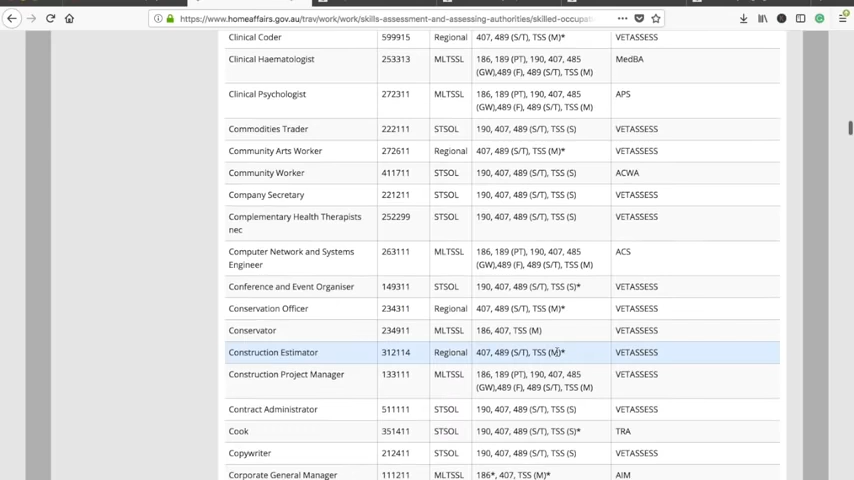 https://www.homeaffairs.gov.au/trav/work/work/skills-assessment-and-assessing-authorities/skilled-occupat
Clinical Coder 599915 Regional 407, 489 (S/T), TSS (M)* VETASSESS
Clinical Haematologist 253313 MLTSSL 186, 189 (PT), 190, 407, 485 MedBA
(GW),489 (F), 489 (S/T), TSS (M)
Clinical Psychologist 272311 MLTSSL 186, 189 (PT), 190, 407, 485 APS
(GW),489 (F), 489 (S/T), TSS (M)
Commodities Trader 222111 STSOL 190, 407, 489 (S/T), TSS (S) VETASSESS
Community Arts Worker 272611 Regional 407, 489 (S/T), TSS (M)* VETASSESS
Community Worker 411711 STSOL 190, 407, 489 (S/T), TSS (S) ACWA
Company Secretary 221211 STSOL 190, 407, 489 (S/T), TSS (S) VETASSESS
Complementary Health Therapists 252299 STSOL 190, 407, 489 (S/T), TSS (S) VETASSESS
nec
Computer Network and Systems 263111 MLTSSL 186, 189 (PT), 190, 407, 485 ACS
Engineer (GW),489 (F), 489 (S/T), TSS (M)
Conference and Event Organiser 149311 STSOL 190, 407, 489 (S/T), TSS (S)* VETASSESS
Conservation Officer 234311 Regional 407, 489 (S/T), TSS (M)* VETASSESS
Conservator 234911 MLTSSL 186, 407, TSS (M) VETASSESS
Construction Estimator 312114 Regional 407, 489 (S/T), TSS (M)* VETASSESS
Construction Project Manager 133111 MLTSSL 186, 189 (PT), 190, 407, 485 VETASSESS
(GW),489 (F), 489 (S/T), TSS (M)
Contract Administrator 511111 STSOL 190, 407, 489 (S/T), TSS (S) VETASSESS
Cook 351411 STSOL 190, 407, 489 (S/T), TSS (S)* TRA
Copywriter 212411 STSOL 190, 407, 489 (S/T), TSS (S) VETASSESS
Corporate General Manager 111211 MLTSSL 186*, 407, TSS (M)* AIM